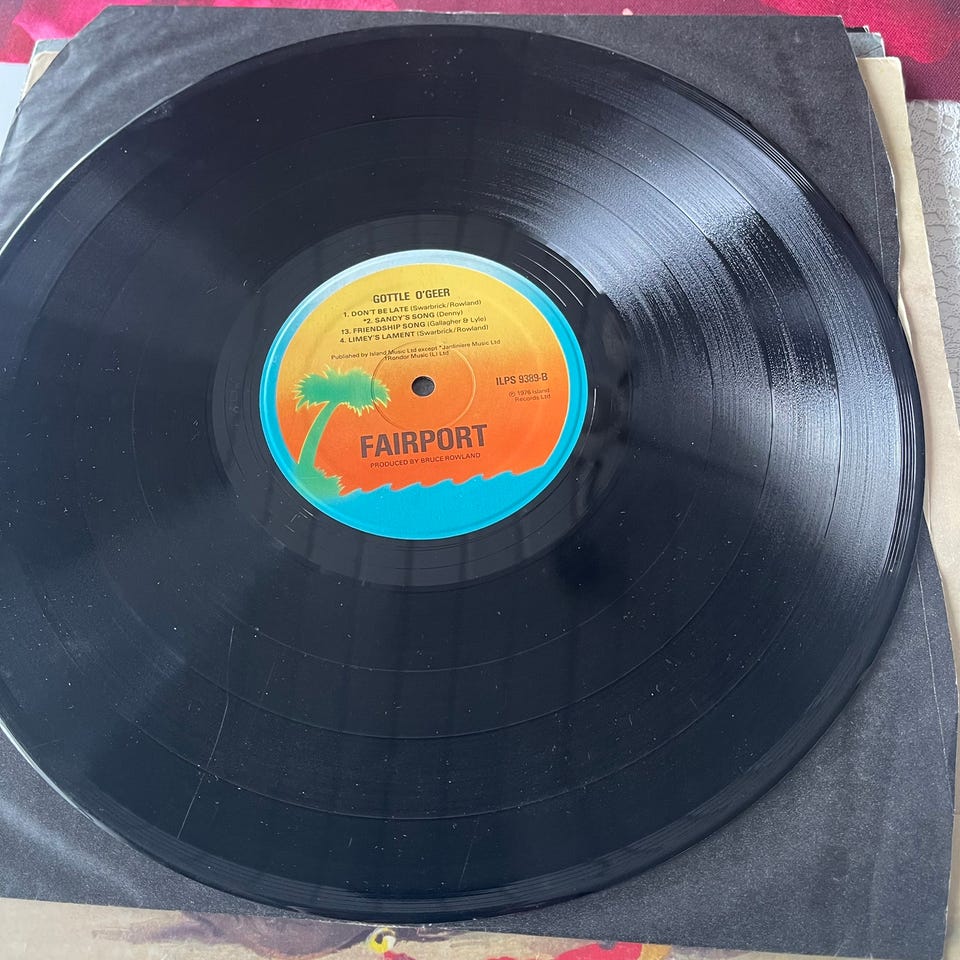 GOTTLE O'GEER
1. DON'T BE LATE (Swarbrick/Rowland)
*2. SANDY'S SONG (Denny)
13. FRIENDSHIP SONG (Gallagher & Lyle)
4. LIMEY'S LAMENT (Swarbrick/Rowland)
Published by Island Music Ltd except *Jardiniere Music Ltd
†Rondor Music (L) Ltd
ILPS 9389-B
℗ 1976 Island
Records Ltd
FAIRPORT
PRODUCED BY BRUCE ROWLAND